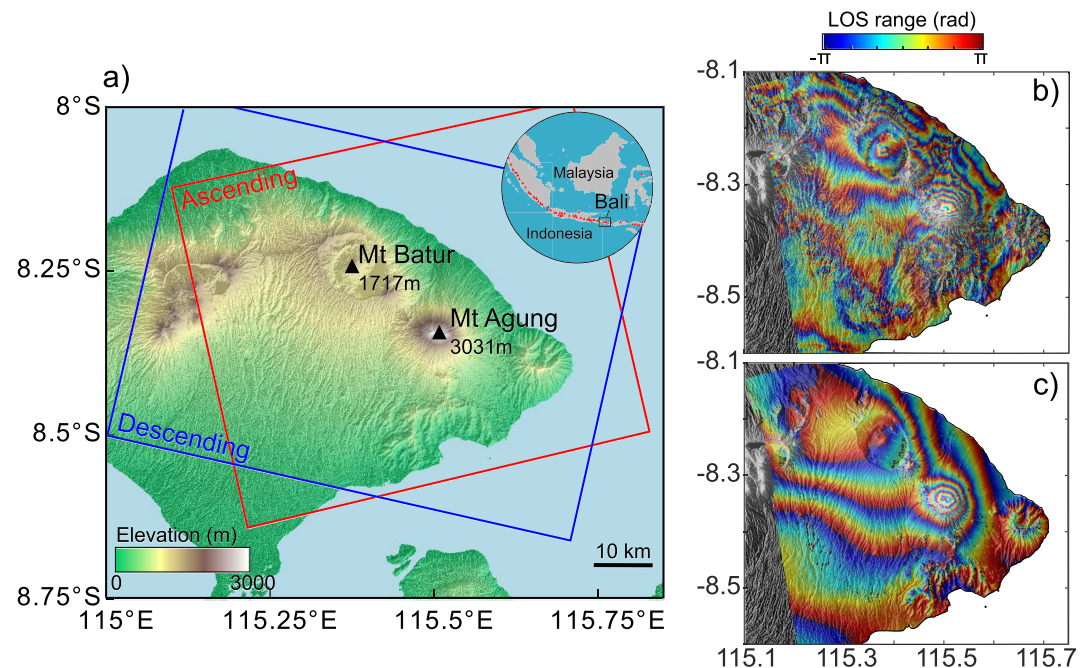 a)
8°S
8.25°S
8.5°S
8.75°S
115°E
115.25°E
115.5°E
115.75°E
Ascending
Descending
Mt Batur
1717m
Mt Agung
3031m
Malaysia
Bali
Indonesia
Elevation (m)
0
3000
10 km
LOS range (rad)
-π
π
b)
-8.1
-8.3
-8.5
c)
-8.1
-8.3
-8.5
115.1
115.3
115.5
115.7